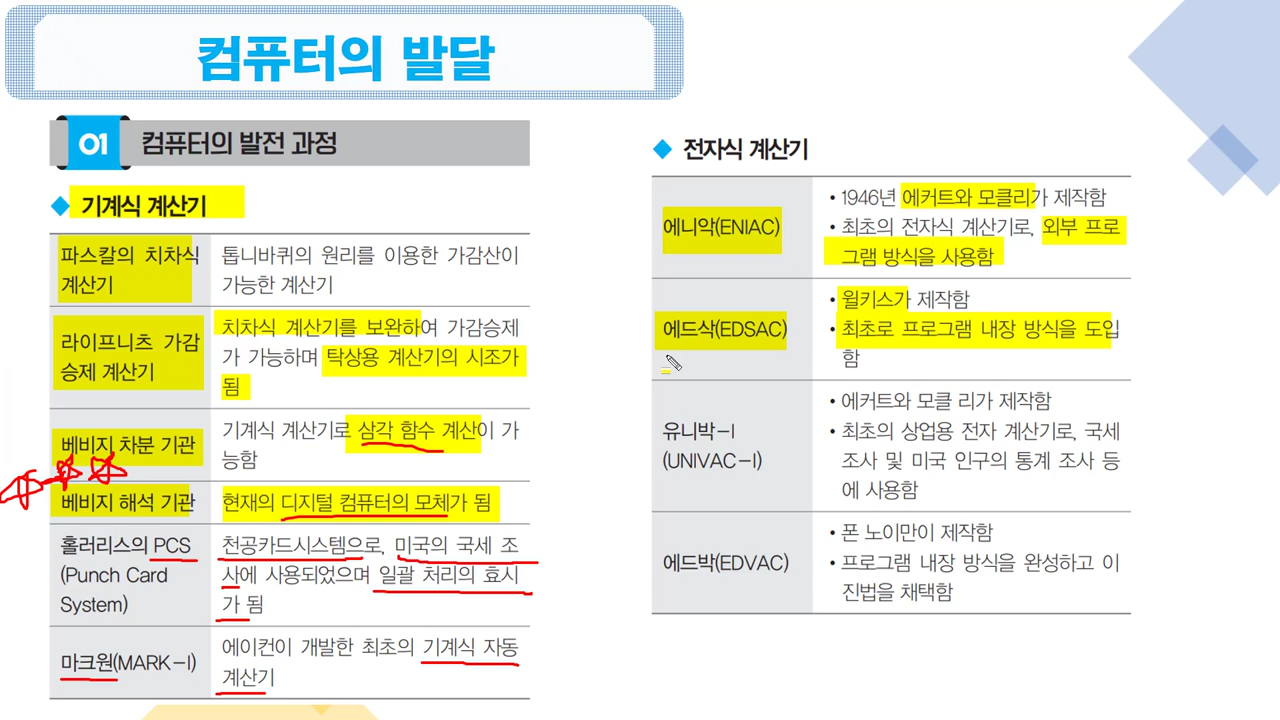 컴퓨터의 발달
01 컴퓨터의 발전 과정
◆ 기계식 계산기
파스칼의 치차식
계산기
톱니바퀴의 원리를 이용한 가감산이
가능한 계산기
라이프니츠 가감
승제 계산기
치차식 계산기를 보완하여 가감승제
가 가능하며 탁상용 계산기의 시조가
됨
베비지 차분 기관
기계식 계산기로 삼각 함수 계산이 가
능함
베비지 해석 기관
현재의 디지털 컴퓨터의 모체가 됨
홀러리스의 PCS
(Punch Card
System)
천공카드시스템으로, 미국의 국세 조
사에 사용되었으며 일괄 처리의 효시
가 됨
마크원(MARK-I)
에이컨이 개발한 최초의 기계식 자동
계산기
◆ 전자식 계산기
에니악(ENIAC)
• 1946년 에커트와 모클리가 제작함
• 최초의 전자식 계산기로, 외부 프로
그램 방식을 사용함
에드삭(EDSAC)
• 윌키스가 제작함
• 최초로 프로그램 내장 방식을 도입
함
유니박-I
(UNIVAC-I)
• 에커트와 모클 리가 제작함
• 최초의 상업용 전자 계산기로, 국세
조사 및 미국 인구의 통계 조사 등
에 사용함
에드박(EDVAC)
• 폰 노이만이 제작함
• 프로그램 내장 방식을 완성하고 이
진법을 채택함